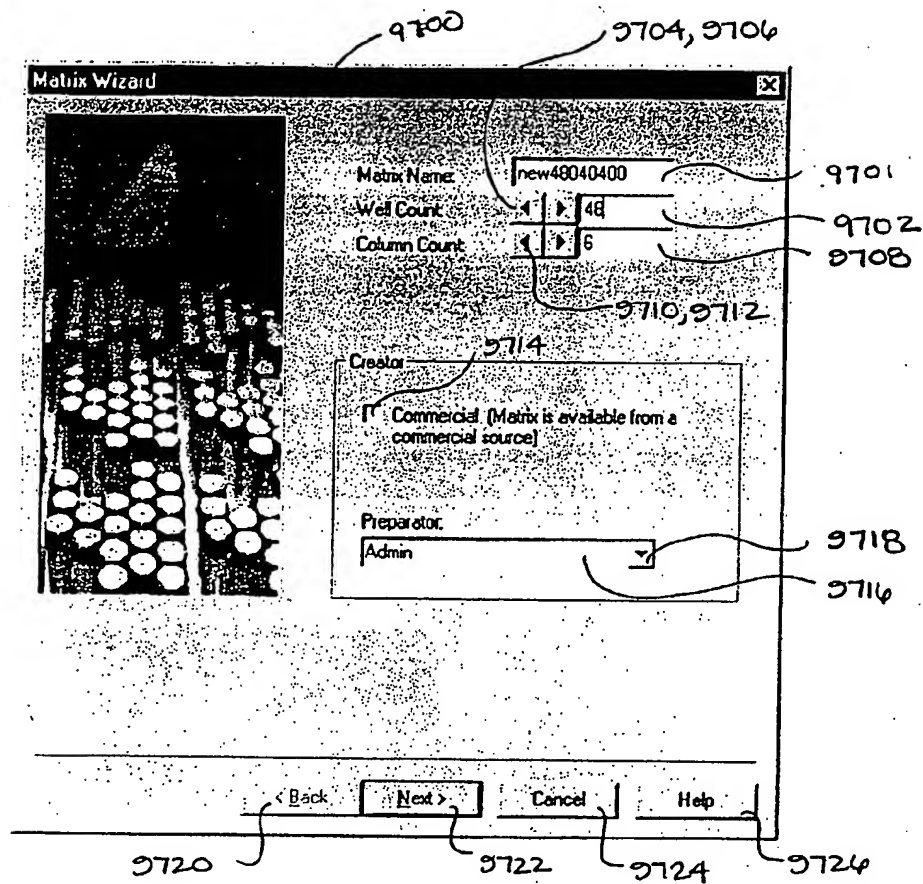 9700
9704, 9706
Matrix Wizard
Matrix Name: new48040400
9701
Well Count: 48
9702
Column Count: 6
9708
9710, 9712
9714
Creator
Commercial (Matrix is available from a
commercial source)
Preparator:
Admin
9718
9716
< Back Next > Cancel Help
9720 9722 9724 9726